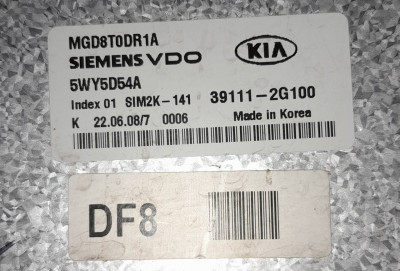 MGD8T0DR1A
SIEMENS VDO
KIA
5WY5D54A
Index 01 SIM2K-141 39111-2G100
K 22.06.08/7 0006 Made in Korea
DF8